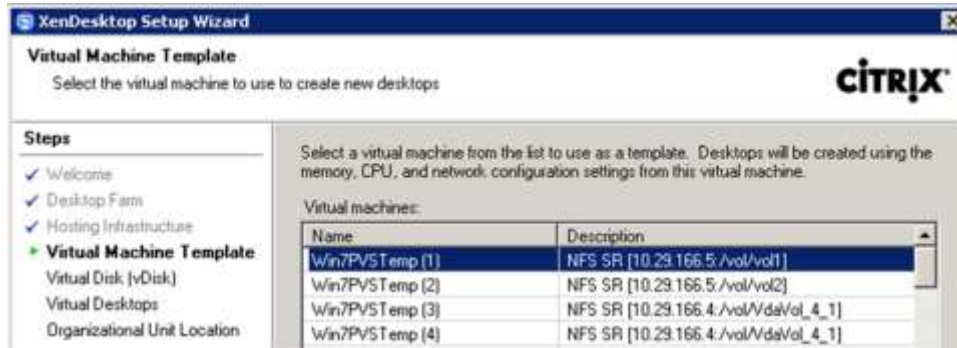 XenDesktop Setup Wizard
Virtual Machine Template
Select the virtual machine to use to create new desktops
CITRIX
Steps
Welcome
Desktop Farm
Hosting Infrastructure
Virtual Machine Template
Virtual Disk (vDisk)
Virtual Desktops
Organizational Unit Location
Select a virtual machine from the list to use as a template. Desktops will be created using the
memory, CPU, and network configuration settings from this virtual machine.
Virtual machines:
Name Description
Win7PVSTemp (1) NFS SR [10.29.166.5:/vol/vol1]
Win7PVSTemp (2) NFS SR [10.29.166.5:/vol/vol2]
Win7PVSTemp (3) NFS SR [10.29.166.4:/vol/VdaVol_4_1]
Win7PVSTemp (4) NFS SR [10.29.166.4:/vol/VdaVol_4_1]